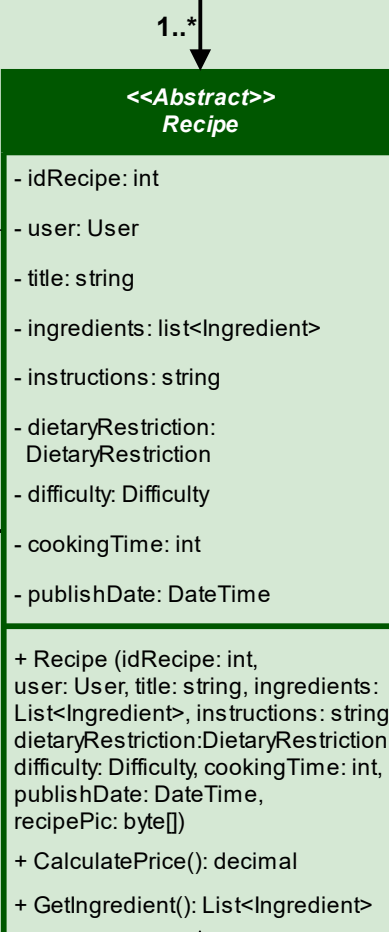 1..*
<<Abstract>>
Recipe
- idRecipe: int
- user: User
- title: string
- ingredients: list<Ingredient>
- instructions: string
- dietaryRestriction:
DietaryRestriction
- difficulty: Difficulty
- cookingTime: int
- publishDate: DateTime
+ Recipe (idRecipe: int,
user: User, title: string, ingredients:
List<Ingredient>, instructions: string
dietaryRestriction:DietaryRestriction
difficulty: Difficulty, cookingTime: int,
publishDate: DateTime,
recipePic: byte[])
+ CalculatePrice(): decimal
+ GetIngredient(): List<Ingredient>